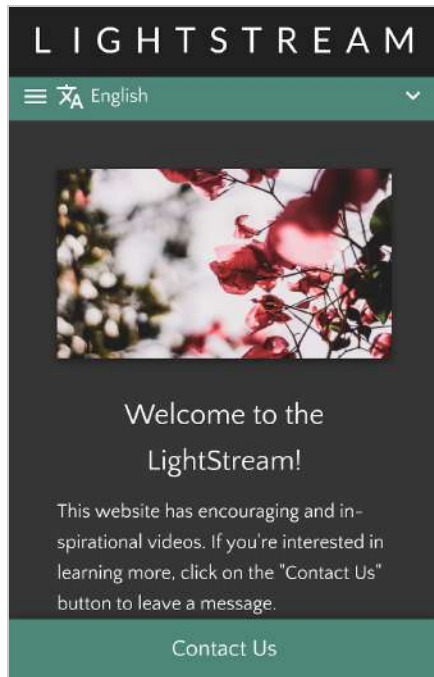 LIGHTSTREAM
English
Welcome to the
LightStream!
This website has encouraging and in-
spirational videos. If you're interested in
learning more, click on the "Contact Us"
button to leave a message.
Contact Us